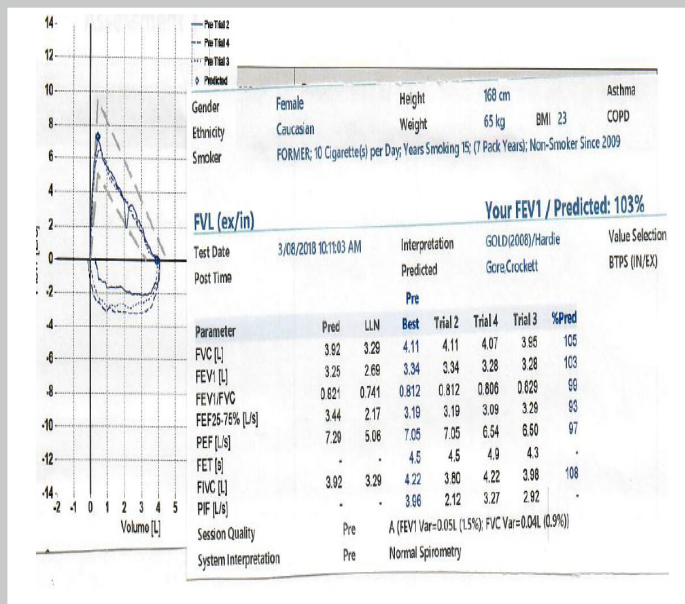 14
12
10
8
6
4
2
0
-2
-4
-6
-8
-10
-12
-14
-2 -1 0 1 2 3 4 5
Volume [L]
Pre Trial 2
Pre Trial 4
Pre Trial 3
Predicted
Gender Female Height 168 cm Asthma
Ethnicity Caucasian Weight 65 kg BMI 23 COPD
Smoker FORMER; 10 Cigarette(s) per Day; Years Smoking 15; (7 Pack Years); Non-Smoker Since 2009
FVL (ex/in) Your FEV1 / Predicted: 103%
Test Date 3/08/2018 10:11:03 AM Interpretation GOLD(2008)/Hardie Value Selection
Post Time Predicted Gore,Crockett BTPS (IN/EX)
Pre
Parameter Pred LLN Best Trial 2 Trial 4 Trial 3 %Pred
FVC [L] 3.92 3.29 4.11 4.11 4.07 3.95 105
FEV1 [L] 3.25 2.69 3.34 3.34 3.28 3.28 103
FEV1/FVC 0.821 0.741 0.812 0.812 0.806 0.829 99
FEF25-75% [L/s] 3.44 2.17 3.19 3.19 3.09 3.29 93
PEF [L/s] 7.29 5.06 7.05 7.05 6.54 6.50 97
FET [s] - - 4.5 4.5 4.9 4.3 -
FIVC [L] 3.92 3.29 4.22 3.80 4.22 3.98 108
PIF [L/s] - - 3.96 2.12 3.27 2.92 -
Session Quality Pre A (FEV1 Var=0.05L (1.5%); FVC Var=0.04L (0.9%))
System Interpretation Pre Normal Spirometry